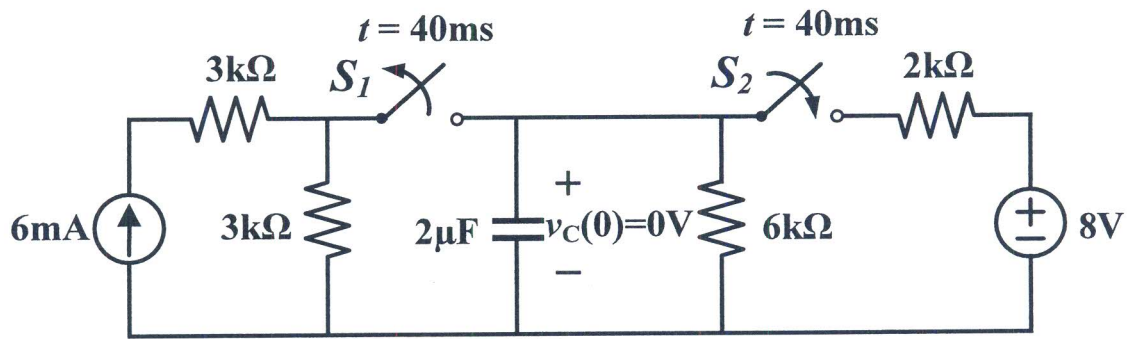 t = 40ms
t = 40ms
3kΩ
S1
S2
2kΩ
6mA
3kΩ
2μF
+
vC(0)=0V
−
6kΩ
+
−
8V